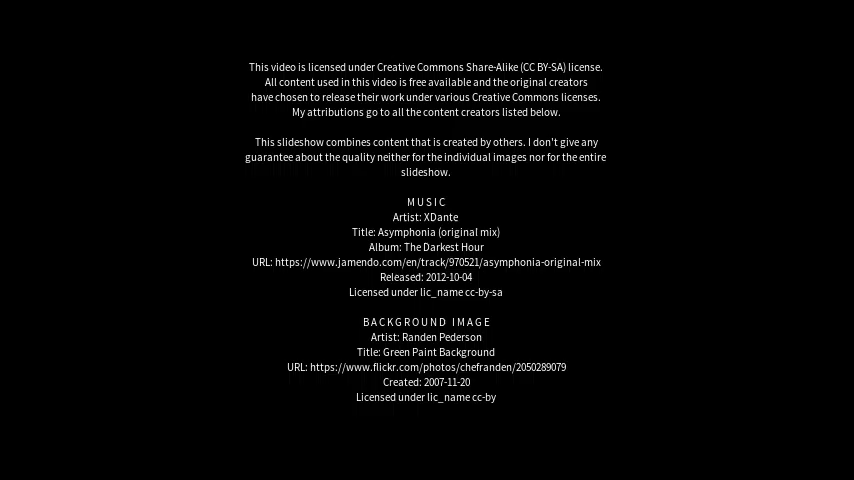 This video is licensed under Creative Commons Share-Alike (CC BY-SA) license.
All content used in this video is free available and the original creators
have chosen to release their work under various Creative Commons licenses.
My attributions go to all the content creators listed below.
This slideshow combines content that is created by others. I don't give any
guarantee about the quality neither for the individual images nor for the entire
slideshow.
MUSIC
Artist: XDante
Title: Asymphonia (original mix)
Album: The Darkest Hour
URL: https://www.jamendo.com/en/track/970521/asymphonia-original-mix
Released: 2012-10-04
Licensed under lic_name cc-by-sa
BACKGROUND IMAGE
Artist: Randen Pederson
Title: Green Paint Background
URL: https://www.flickr.com/photos/chefranden/2050289079
Created: 2007-11-20
Licensed under lic_name cc-by